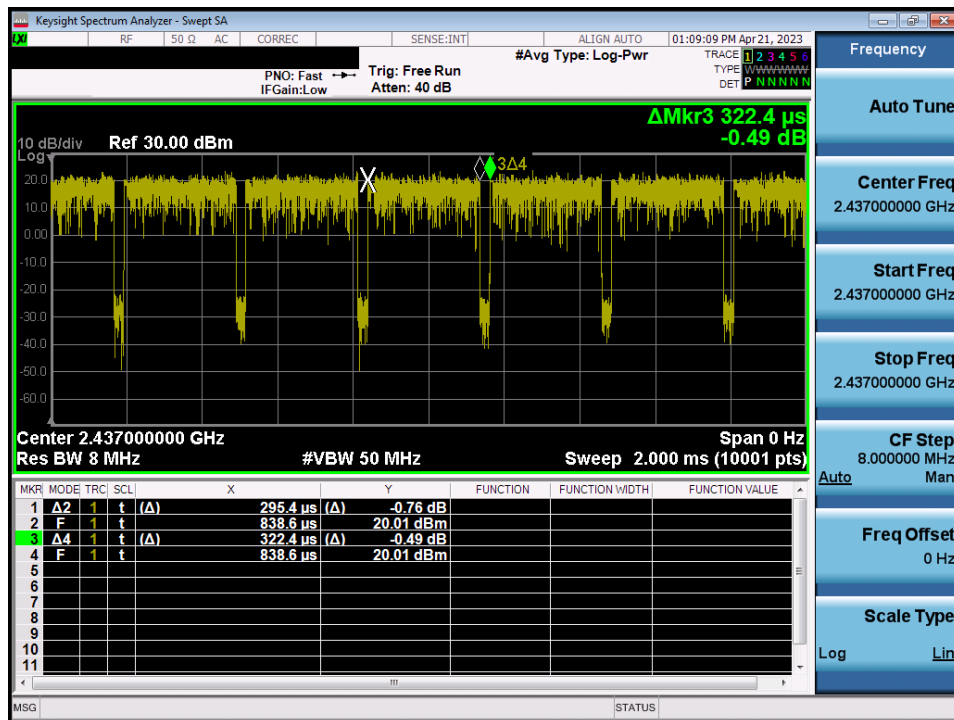 Keysight Spectrum Analyzer - Swept SA
LXI RF 50 Ω AC CORREC SENSE:INT ALIGN AUTO 01:09:09 PM Apr 21, 2023
#Avg Type: Log-Pwr
TRACE 1 2 3 4 5 6
TYPE WWWWWW
DET P N N N N N
PNO: Fast
IFGain:Low
Trig: Free Run
Atten: 40 dB
ΔMkr3 322.4 µs
-0.49 dB
10 dB/div Ref 30.00 dBm
Log
3Δ4
20.0
10.0
0.00
-10.0
-20.0
-30.0
-40.0
-50.0
-60.0
Center 2.437000000 GHz Span 0 Hz
Res BW 8 MHz #VBW 50 MHz Sweep 2.000 ms (10001 pts)
MKR MODE TRC SCL X Y FUNCTION FUNCTION WIDTH FUNCTION VALUE
1 Δ2 1 t (Δ) 295.4 µs (Δ) -0.76 dB
2 F 1 t 838.6 µs 20.01 dBm
3 Δ4 1 t (Δ) 322.4 µs (Δ) -0.49 dB
4 F 1 t 838.6 µs 20.01 dBm
5
6
7
8
9
10
11
MSG STATUS
Frequency
Auto Tune
Center Freq
2.437000000 GHz
Start Freq
2.437000000 GHz
Stop Freq
2.437000000 GHz
CF Step
8.000000 MHz
Auto Man
Freq Offset
0 Hz
Scale Type
Log Lin